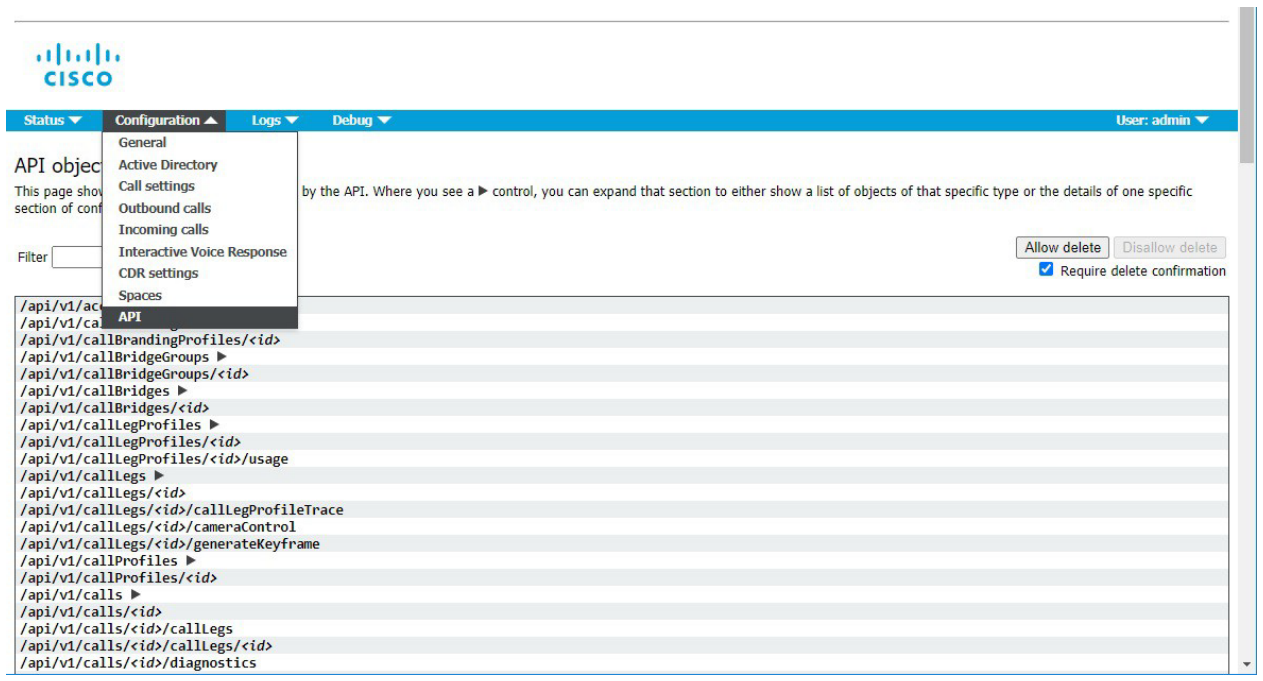 CISCO
Status ▼ Configuration ▲ Logs ▼ Debug ▼ User: admin ▼
General
Active Directory
Call settings
Outbound calls
Incoming calls
Interactive Voice Response
CDR settings
Spaces
API
API objec
This page shov by the API. Where you see a ▶ control, you can expand that section to either show a list of objects of that specific type or the details of one specific
section of conf
Filter Allow delete Disallow delete
Require delete confirmation
/api/v1/ac
/api/v1/ca
/api/v1/callBrandingProfiles/<id>
/api/v1/callBridgeGroups ▶
/api/v1/callBridgeGroups/<id>
/api/v1/callBridges ▶
/api/v1/callBridges/<id>
/api/v1/callLegProfiles ▶
/api/v1/callLegProfiles/<id>
/api/v1/callLegProfiles/<id>/usage
/api/v1/callLegs ▶
/api/v1/callLegs/<id>
/api/v1/callLegs/<id>/callLegProfileTrace
/api/v1/callLegs/<id>/cameraControl
/api/v1/callLegs/<id>/generateKeyframe
/api/v1/callProfiles ▶
/api/v1/callProfiles/<id>
/api/v1/calls ▶
/api/v1/calls/<id>
/api/v1/calls/<id>/callLegs
/api/v1/calls/<id>/callLegs/<id>
/api/v1/calls/<id>/diagnostics